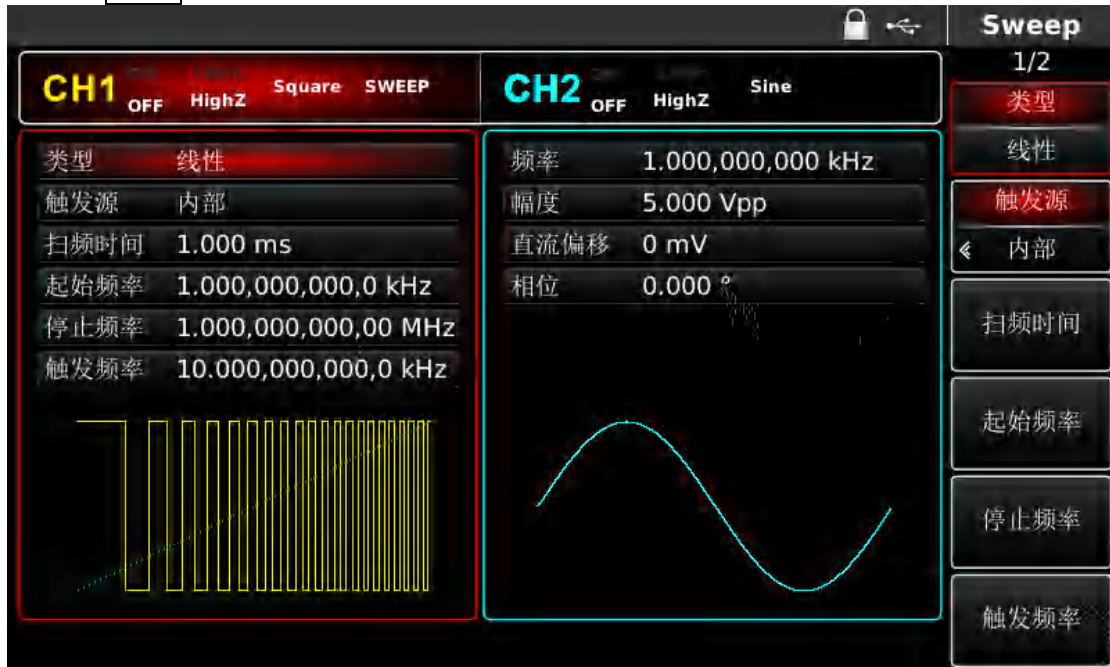 Sweep
1/2
CH1 OFF HighZ Square SWEEP
CH2 OFF HighZ Sine
类型 线性
触发源 内部
扫频时间 1.000 ms
起始频率 1.000,000,000,0 kHz
停止频率 1.000,000,000,00 MHz
触发频率 10.000,000,000,0 kHz
频率 1.000,000,000 kHz
幅度 5.000 Vpp
直流偏移 0 mV
相位 0.000 °
类型
线性
触发源
« 内部
扫频时间
起始频率
停止频率
触发频率